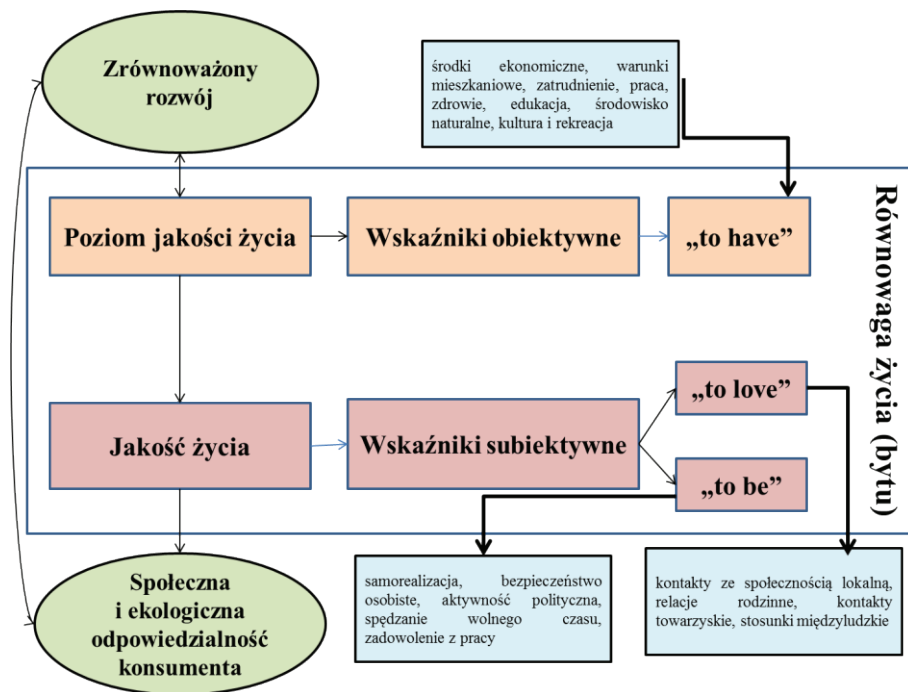 Zrównoważony
rozwój
środki ekonomiczne, warunki
mieszkaniowe, zatrudnienie, praca,
zdrowie, edukacja, środowisko
naturalne, kultura i rekreacja
Poziom jakości życia
Wskaźniki obiektywne
„to have”
Równowaga życia (bytu)
Jakość życia
Wskaźniki subiektywne
„to love”
„to be”
Społeczna
i ekologiczna
odpowiedzialność
konsumenta
samorealizacja, bezpieczeństwo
osobiste, aktywność polityczna,
spędzanie wolnego czasu,
zadowolenie z pracy
kontakty ze społecznością lokalną,
relacje rodzinne, kontakty
towarzyskie, stosunki międzyludzkie